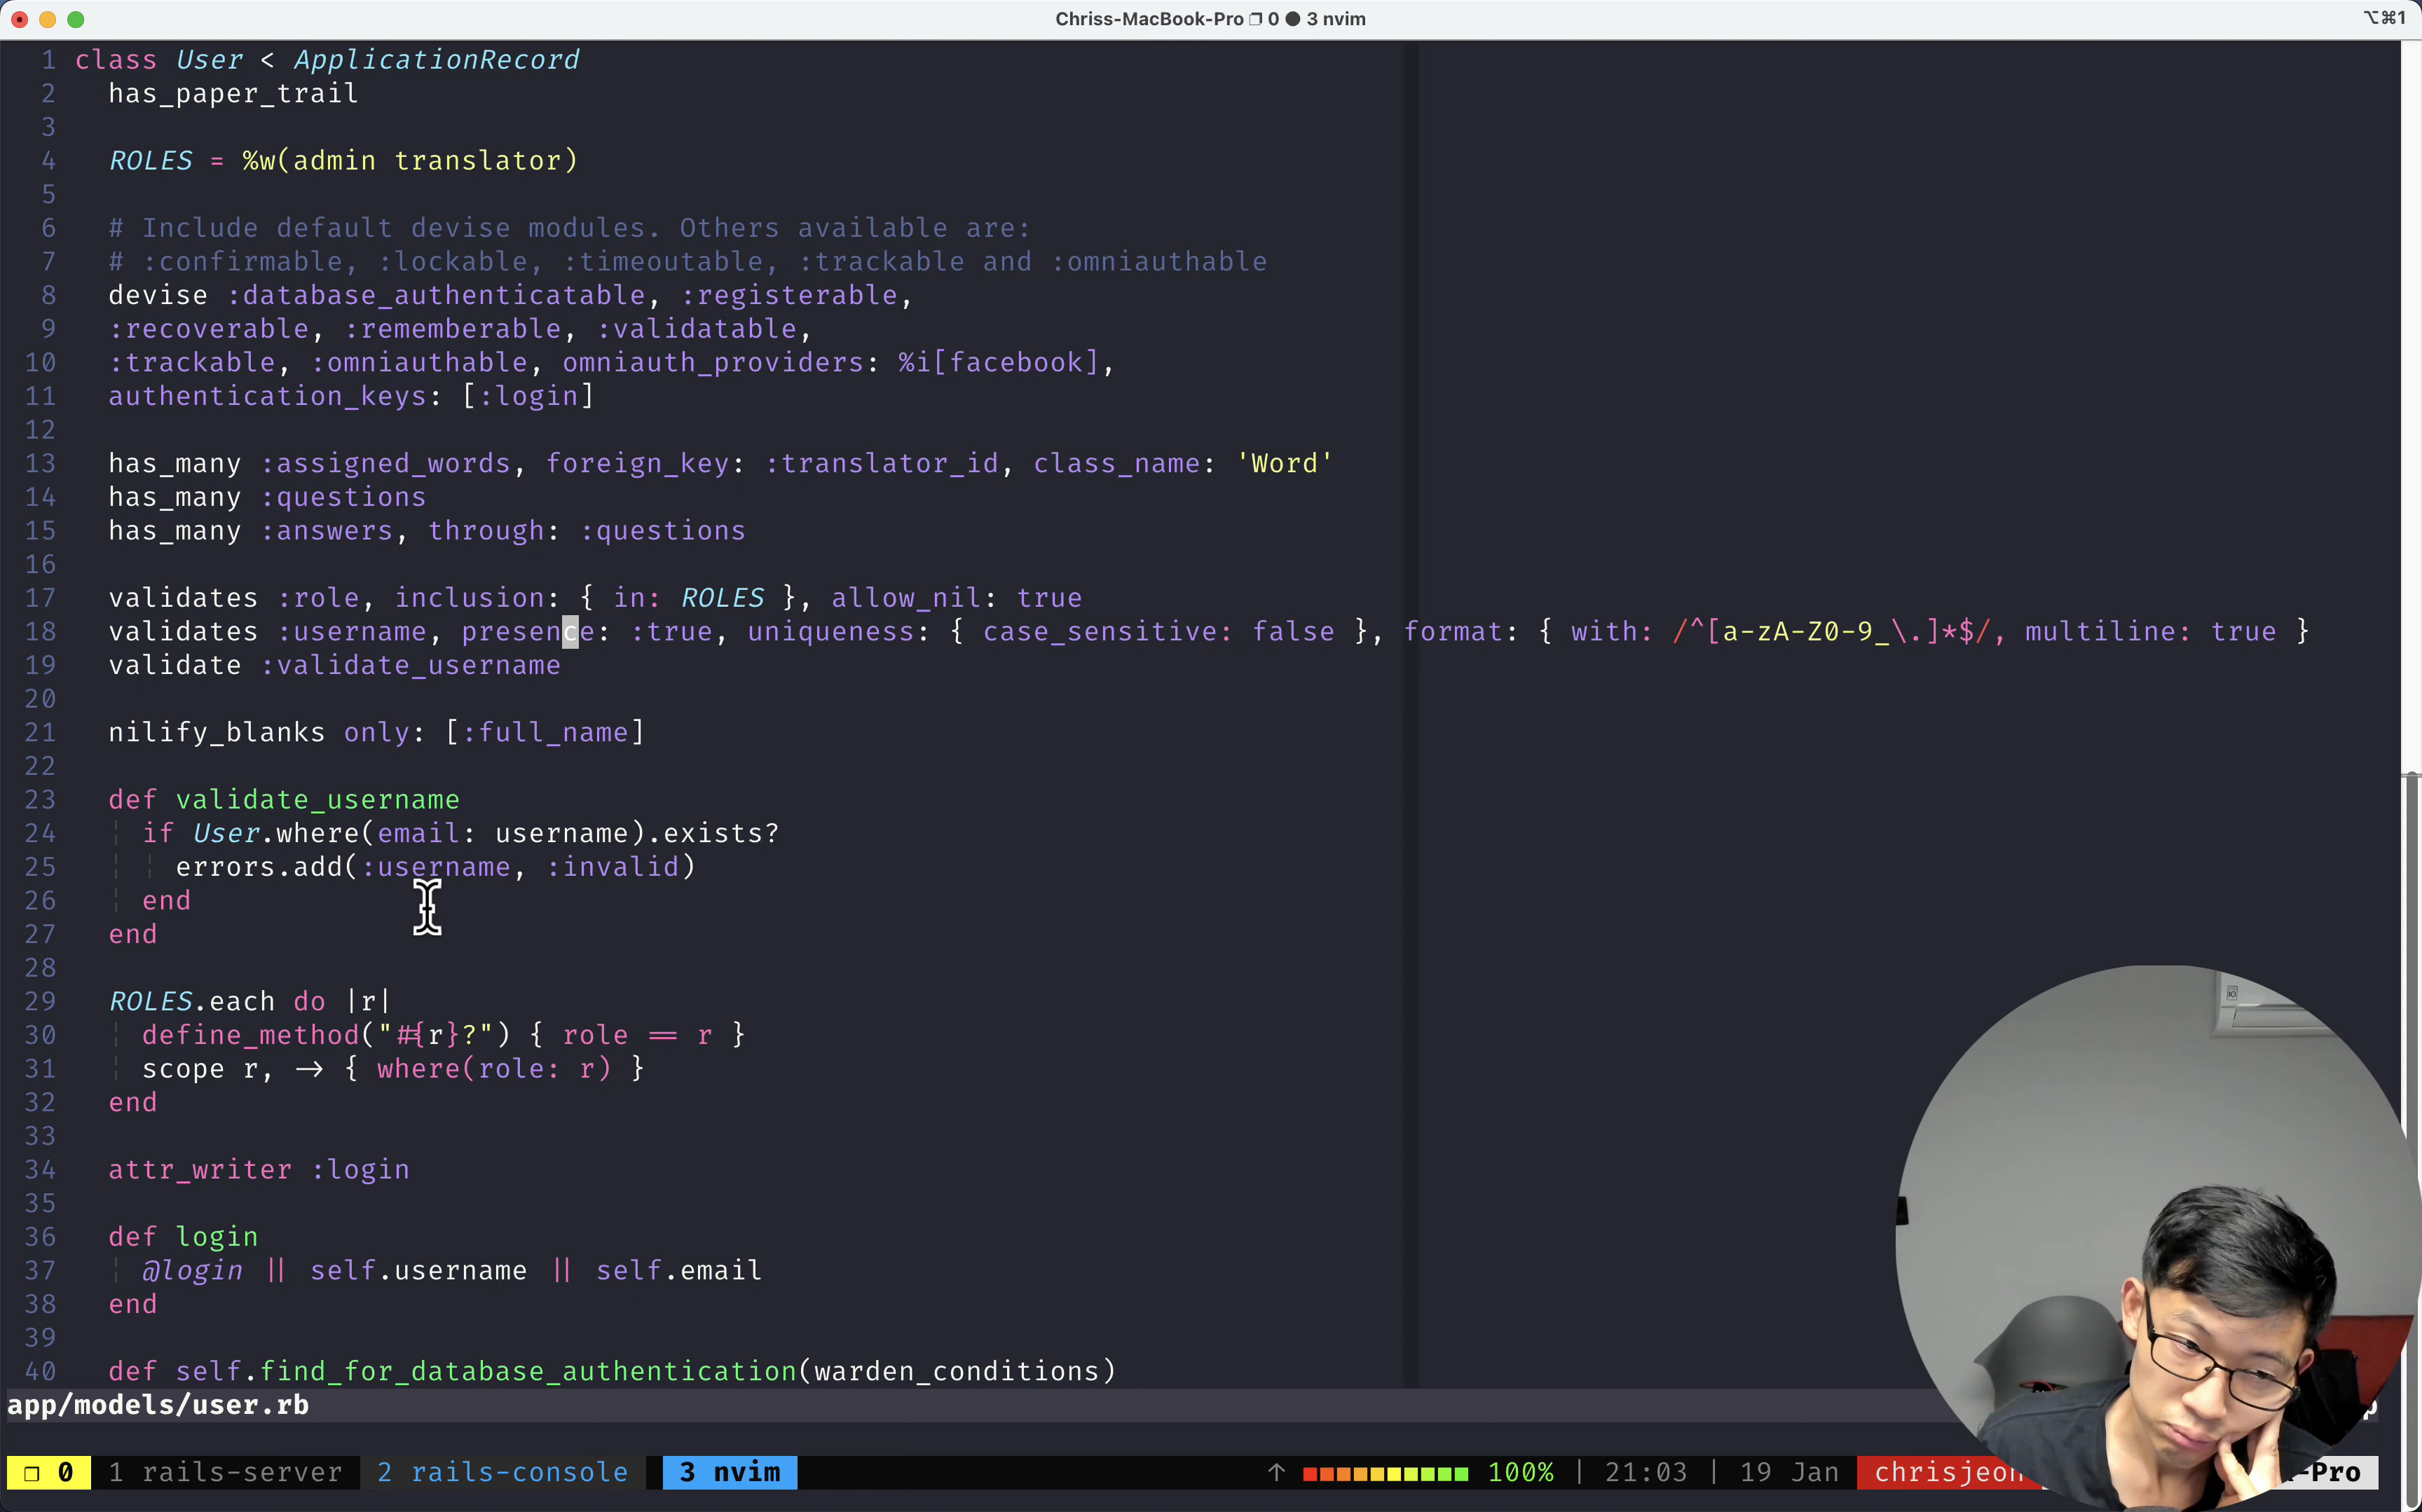 Chriss-MacBook-Pro ❐ 0 ● 3 nvim
⌥⌘1
1 class User < ApplicationRecord
2   has_paper_trail
3
4   ROLES = %w(admin translator)
5
6   # Include default devise modules. Others available are:
7   # :confirmable, :lockable, :timeoutable, :trackable and :omniauthable
8   devise :database_authenticatable, :registerable,
9   :recoverable, :rememberable, :validatable,
10   :trackable, :omniauthable, omniauth_providers: %i[facebook],
11   authentication_keys: [:login]
12
13   has_many :assigned_words, foreign_key: :translator_id, class_name: 'Word'
14   has_many :questions
15   has_many :answers, through: :questions
16
17   validates :role, inclusion: { in: ROLES }, allow_nil: true
18   validates :username, presence: :true, uniqueness: { case_sensitive: false }, format: { with: /^[a-zA-Z0-9_\.]*$/, multiline: true }
19   validate :validate_username
20
21   nilify_blanks only: [:full_name]
22
23   def validate_username
24     if User.where(email: username).exists?
25       errors.add(:username, :invalid)
26     end
27   end
28
29   ROLES.each do |r|
30     define_method("#{r}?") { role == r }
31     scope r, -> { where(role: r) }
32   end
33
34   attr_writer :login
35
36   def login
37     @login || self.username || self.email
38   end
39
40   def self.find_for_database_authentication(warden_conditions)
app/models/user.rb
❐ 0 1 rails-server 2 rails-console 3 nvim ↑ 100% | 21:03 | 19 Jan chrisjeon -Pro